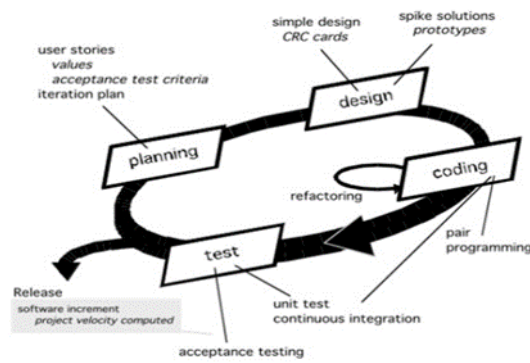 simple design
CRC cards
spike solutions
prototypes
user stories
values
acceptance test criteria
iteration plan
design
planning
coding
refactoring
test
pair
programming
Release
software increment
project velocity computed
unit test
continuous integration
acceptance testing